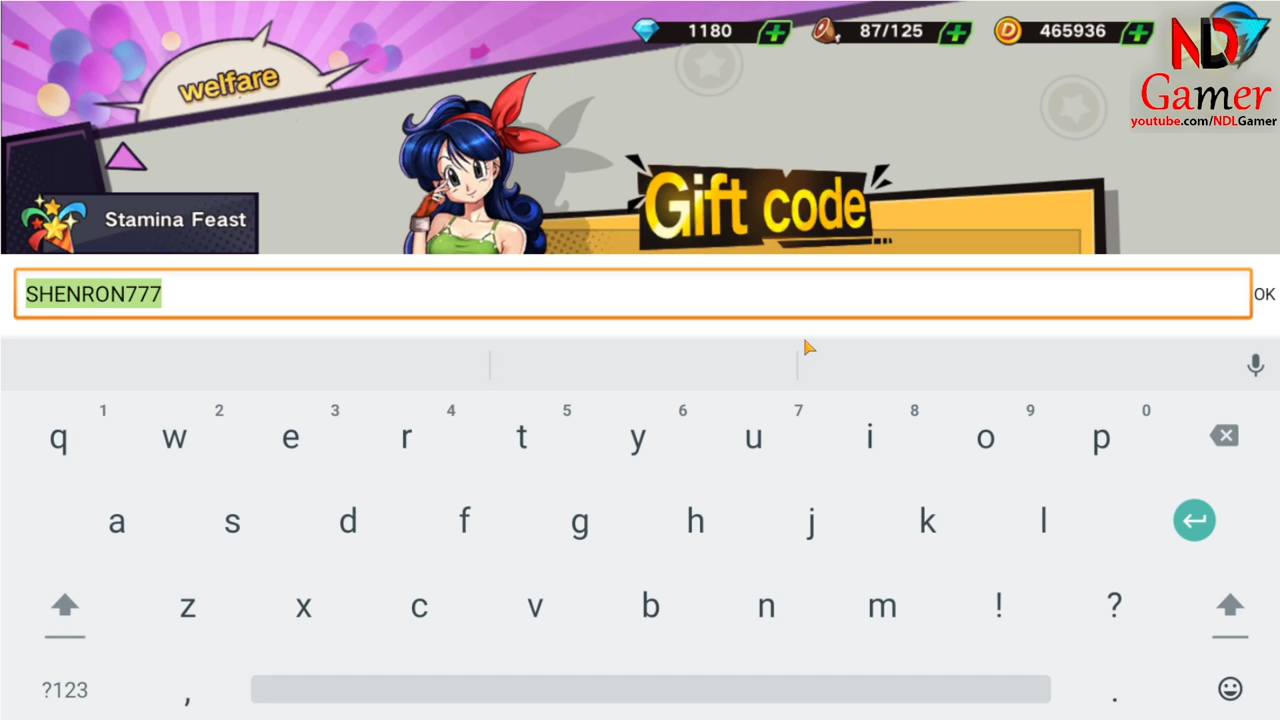 1180
87/125
465936
NDL
Gamer
youtube.com/NDLGamer
welfare
Stamina Feast
Gift code
SHENRON777
OK
1 2 3 4 5 6 7 8 9 0
q w e r t y u i o p
a s d f g h j k l
z x c v b n m ! ?
?123 , .